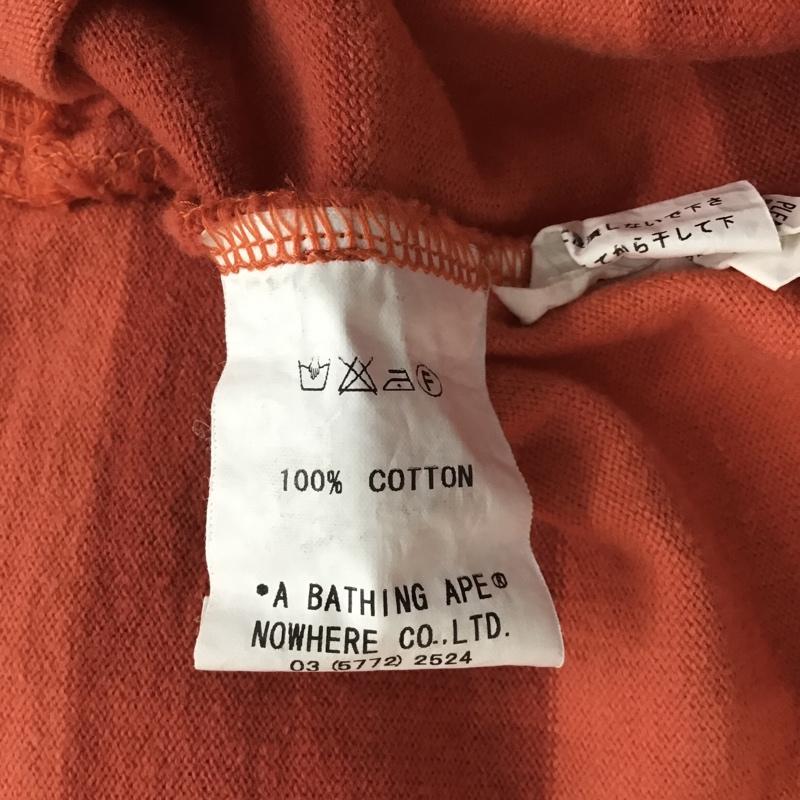 100% COTTON
•A BATHING APE®
NOWHERE CO.,LTD.
03 (5772) 2524
しないで下さ
てから干して下
PLE
F